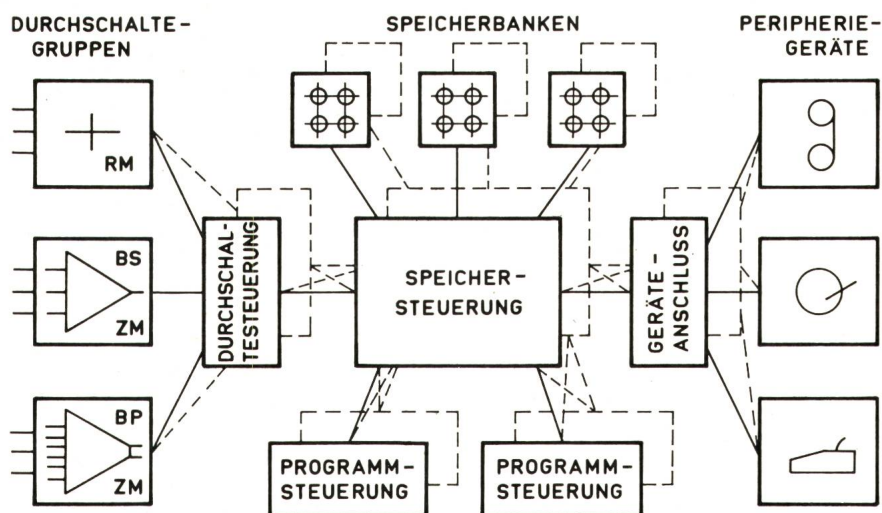 DURCHSCHALTE-
GRUPPEN
SPEICHERBANKEN
PERIPHERIE-
GERÄTE
RM
BS
ZM
BP
ZM
DURCHSCHAL-
TESTEUERUNG
SPEICHER-
STEUERUNG
GERÄTE-
ANSCHLUSS
PROGRAMM-
STEUERUNG
PROGRAMM-
STEUERUNG